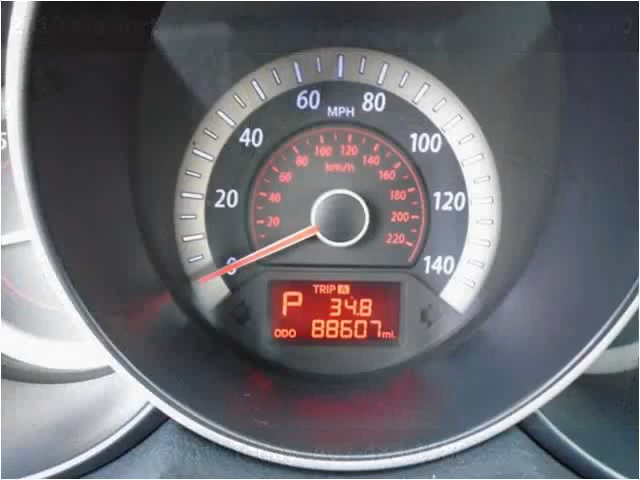 60 MPH 80
40 100
20 120
0 140
20 40 60 80 100 120 140 160 180 200 220
km/h
TRIP A
P 34.8
ODO 88607 mi.